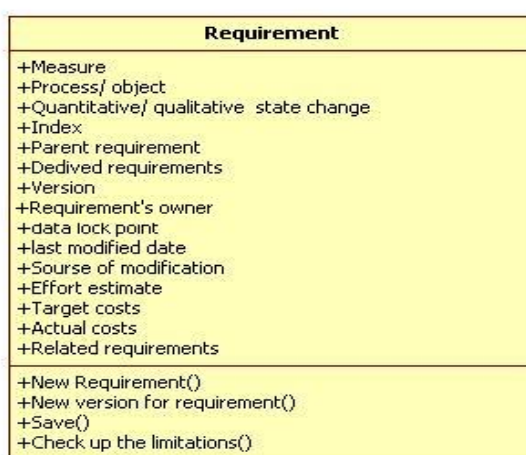 Requirement
+Measure
+Process/ object
+Quantitative/ qualitative state change
+Index
+Parent requirement
+Dedived requirements
+Version
+Requirement's owner
+data lock point
+last modified date
+Sourse of modification
+Effort estimate
+Target costs
+Actual costs
+Related requirements
+New Requirement()
+New version for requirement()
+Save()
+Check up the limitations()